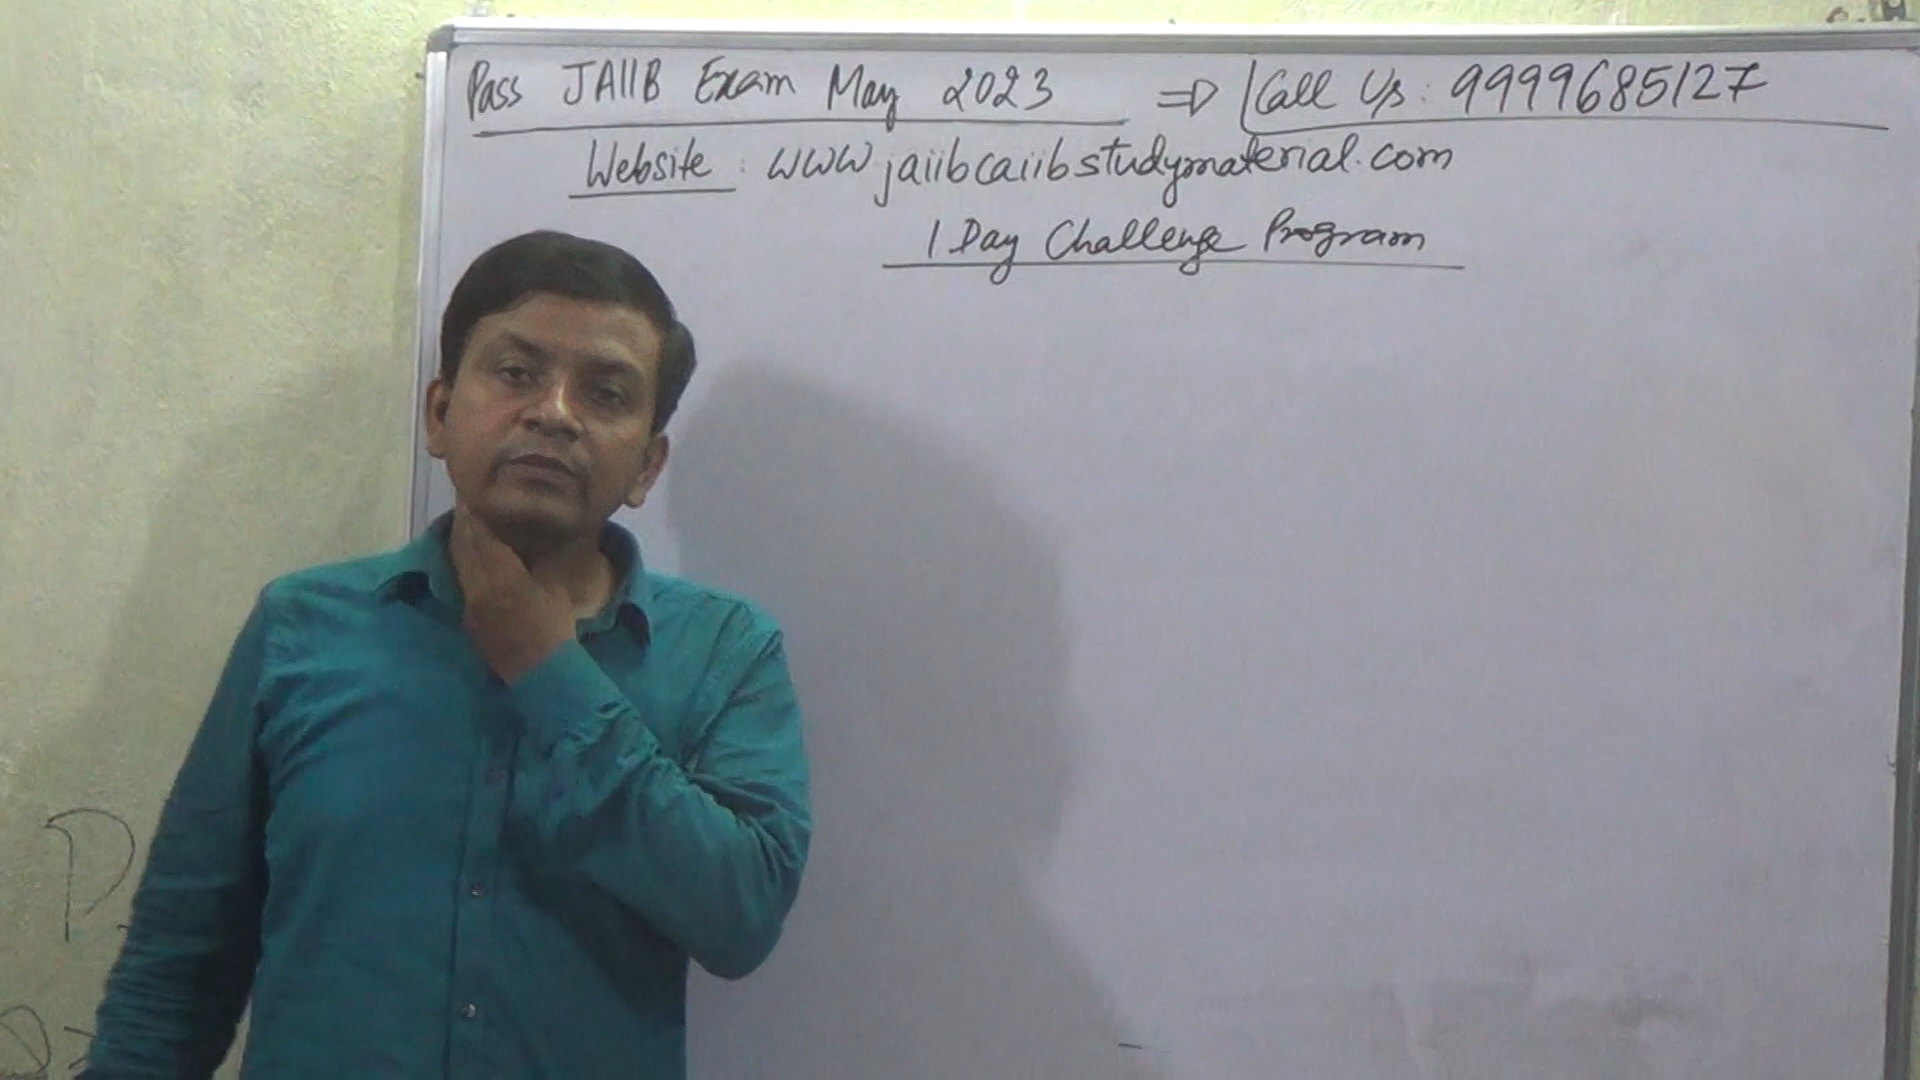 Pass JAIIB Exam May 2023 => Call Us: 9999685127
Website: www.jaiibcaiibstudymaterial.com
1 Day Challenge Program
P